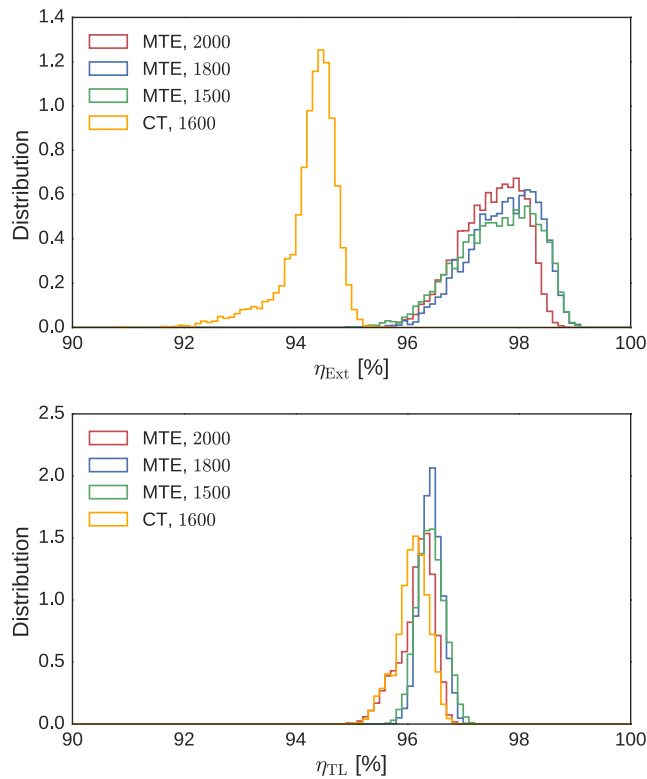 1.4
1.2
1.0
0.8
0.6
0.4
0.2
0.0
Distribution
MTE, 2000
MTE, 1800
MTE, 1500
CT, 1600
90 92 94 96 98 100
η_Ext [%]
2.5
2.0
1.5
1.0
0.5
0.0
Distribution
MTE, 2000
MTE, 1800
MTE, 1500
CT, 1600
90 92 94 96 98 100
η_TL [%]